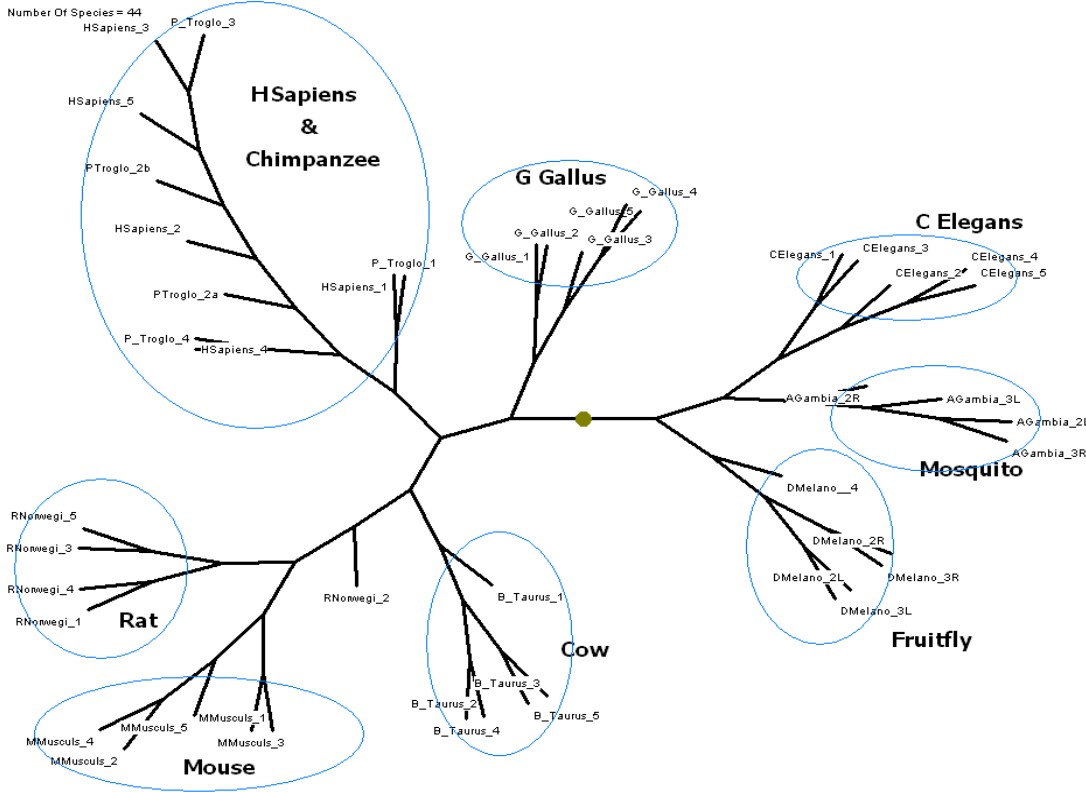 Number Of Species = 44
HSapiens_3
P_Troglo_3
HSapiens_5
HSapiens
&
Chimpanzee
PTroglo_2b
HSapiens_2
PTroglo_2a
P_Troglo_1
HSapiens_1
P_Troglo_4
HSapiens_4
G Gallus
G_Gallus_4
G_Gallus_5
G_Gallus_2
G_Gallus_3
G_Gallus_1
C Elegans
CElegans_1
CElegans_3
CElegans_4
CElegans_2
CElegans_5
AGambia_2R
AGambia_3L
AGambia_2L
AGambia_3R
Mosquito
DMelano__4
DMelano_2R
DMelano_2L
DMelano_3R
DMelano_3L
Fruitfly
RNorwegi_5
RNorwegi_3
RNorwegi_4
RNorwegi_1
Rat
RNorwegi_2
B_Taurus_1
Cow
B_Taurus_3
B_Taurus_2
B_Taurus_5
B_Taurus_4
MMusculs_1
MMusculs_5
MMusculs_4
MMusculs_3
MMusculs_2
Mouse